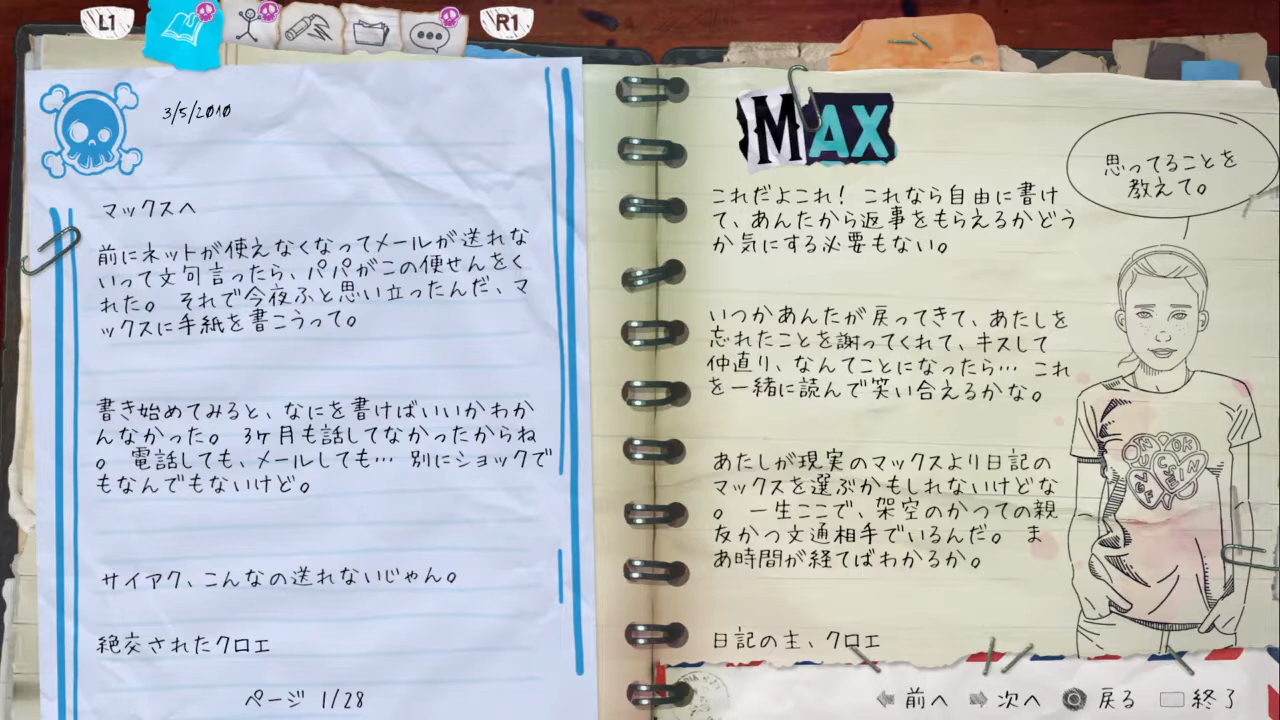 L1
R1
3/5/2010
マックスへ
前にネットが使えなくなってメールが送れな
いって文句言ったら、パパがこの便せんをく
れた。 それで今夜ふと思い立ったんだ、マ
ックスに手紙を書こうって。
書き始めてみると、なにを書けばいいかわか
んなかった。 3ケ月も話してなかったからね
。 電話しても、メールしても… 別にショックで
もなんでもないけど。
サイアク、こんなの送れないじゃん。
絶交されたクロエ
ページ 1/28
MAX
これだよこれ! これなら自由に書け
て、あんたから返事をもらえるかどう
か気にする必要もない。
いつかあんたが戻ってきて、あたしを
忘れたことを謝ってくれて、キスして
仲直り、なんてことになったら… これ
を一緒に読んで笑い合えるかな。
あたしが現実のマックスより日記の
マックスを選ぶかもしれないけどな
。 一生ここで、架空のかつての親
友かつ文通相手でいるんだ。 ま
あ時間が経てばわかるか。
日記の主、クロエ
思ってることを
教えて。
前へ 次へ 戻る 終了